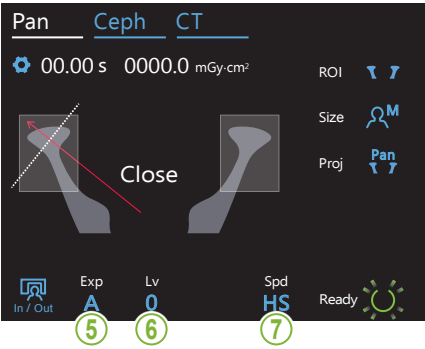 Pan Ceph CT
00.00 s 0000.0 mGy·cm²
ROI
Size M
Proj Pan
Close
In / Out
Exp Lv Spd
A 0 HS
Ready
5 6 7